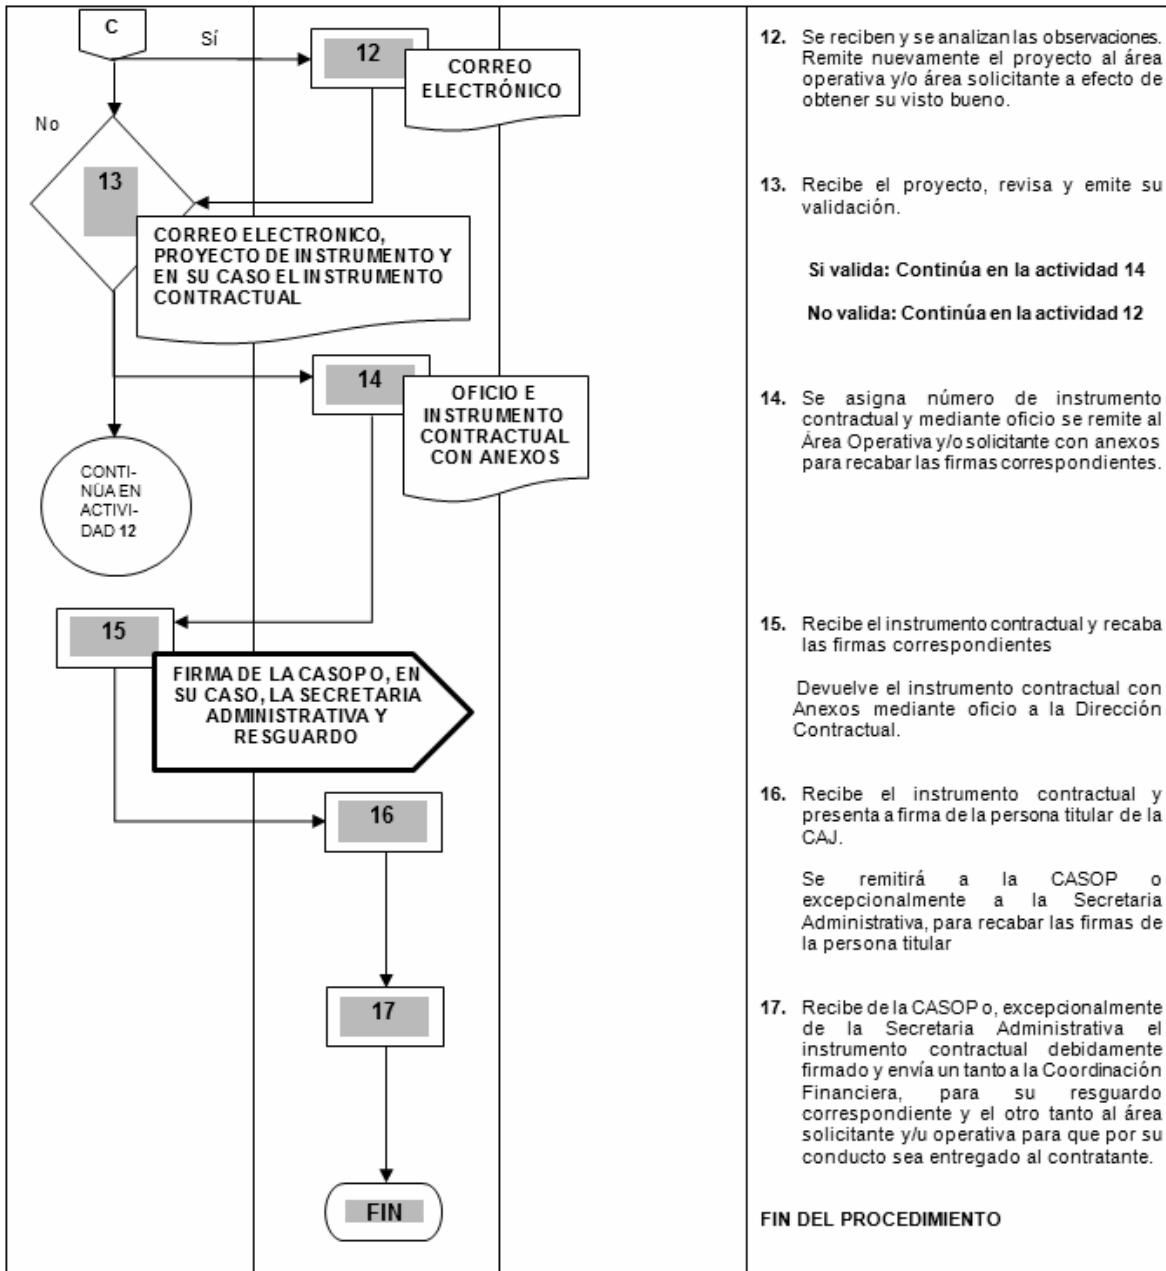 C
Sí
12
CORREO
ELECTRÓNICO
No
13
CORREO ELECTRONICO,
PROYECTO DE INSTRUMENTO Y
EN SU CASO EL INSTRUMENTO
CONTRACTUAL
14
OFICIO E
INSTRUMENTO
CONTRACTUAL
CON ANEXOS
CONTI-
NÚA EN
ACTIVI-
DAD 12
15
FIRMA DE LA CASOP O, EN
SU CASO, LA SECRETARIA
ADMINISTRATIVA Y
RESGUARDO
16
17
FIN
12. Se reciben y se analizan las observaciones.
Remite nuevamente el proyecto al área
operativa y/o área solicitante a efecto de
obtener su visto bueno.
13. Recibe el proyecto, revisa y emite su
validación.
Si valida: Continúa en la actividad 14
No valida: Continúa en la actividad 12
14. Se asigna número de instrumento
contractual y mediante oficio se remite al
Área Operativa y/o solicitante con anexos
para recabar las firmas correspondientes.
15. Recibe el instrumento contractual y recaba
las firmas correspondientes
Devuelve el instrumento contractual con
Anexos mediante oficio a la Dirección
Contractual.
16. Recibe el instrumento contractual y
presenta a firma de la persona titular de la
CAJ.
Se remitirá a la CASOP o
excepcionalmente a la Secretaria
Administrativa, para recabar las firmas de
la persona titular
17. Recibe de la CASOP o, excepcionalmente
de la Secretaria Administrativa el
instrumento contractual debidamente
firmado y envía un tanto a la Coordinación
Financiera, para su resguardo
correspondiente y el otro tanto al área
solicitante y/u operativa para que por su
conducto sea entregado al contratante.
FIN DEL PROCEDIMIENTO